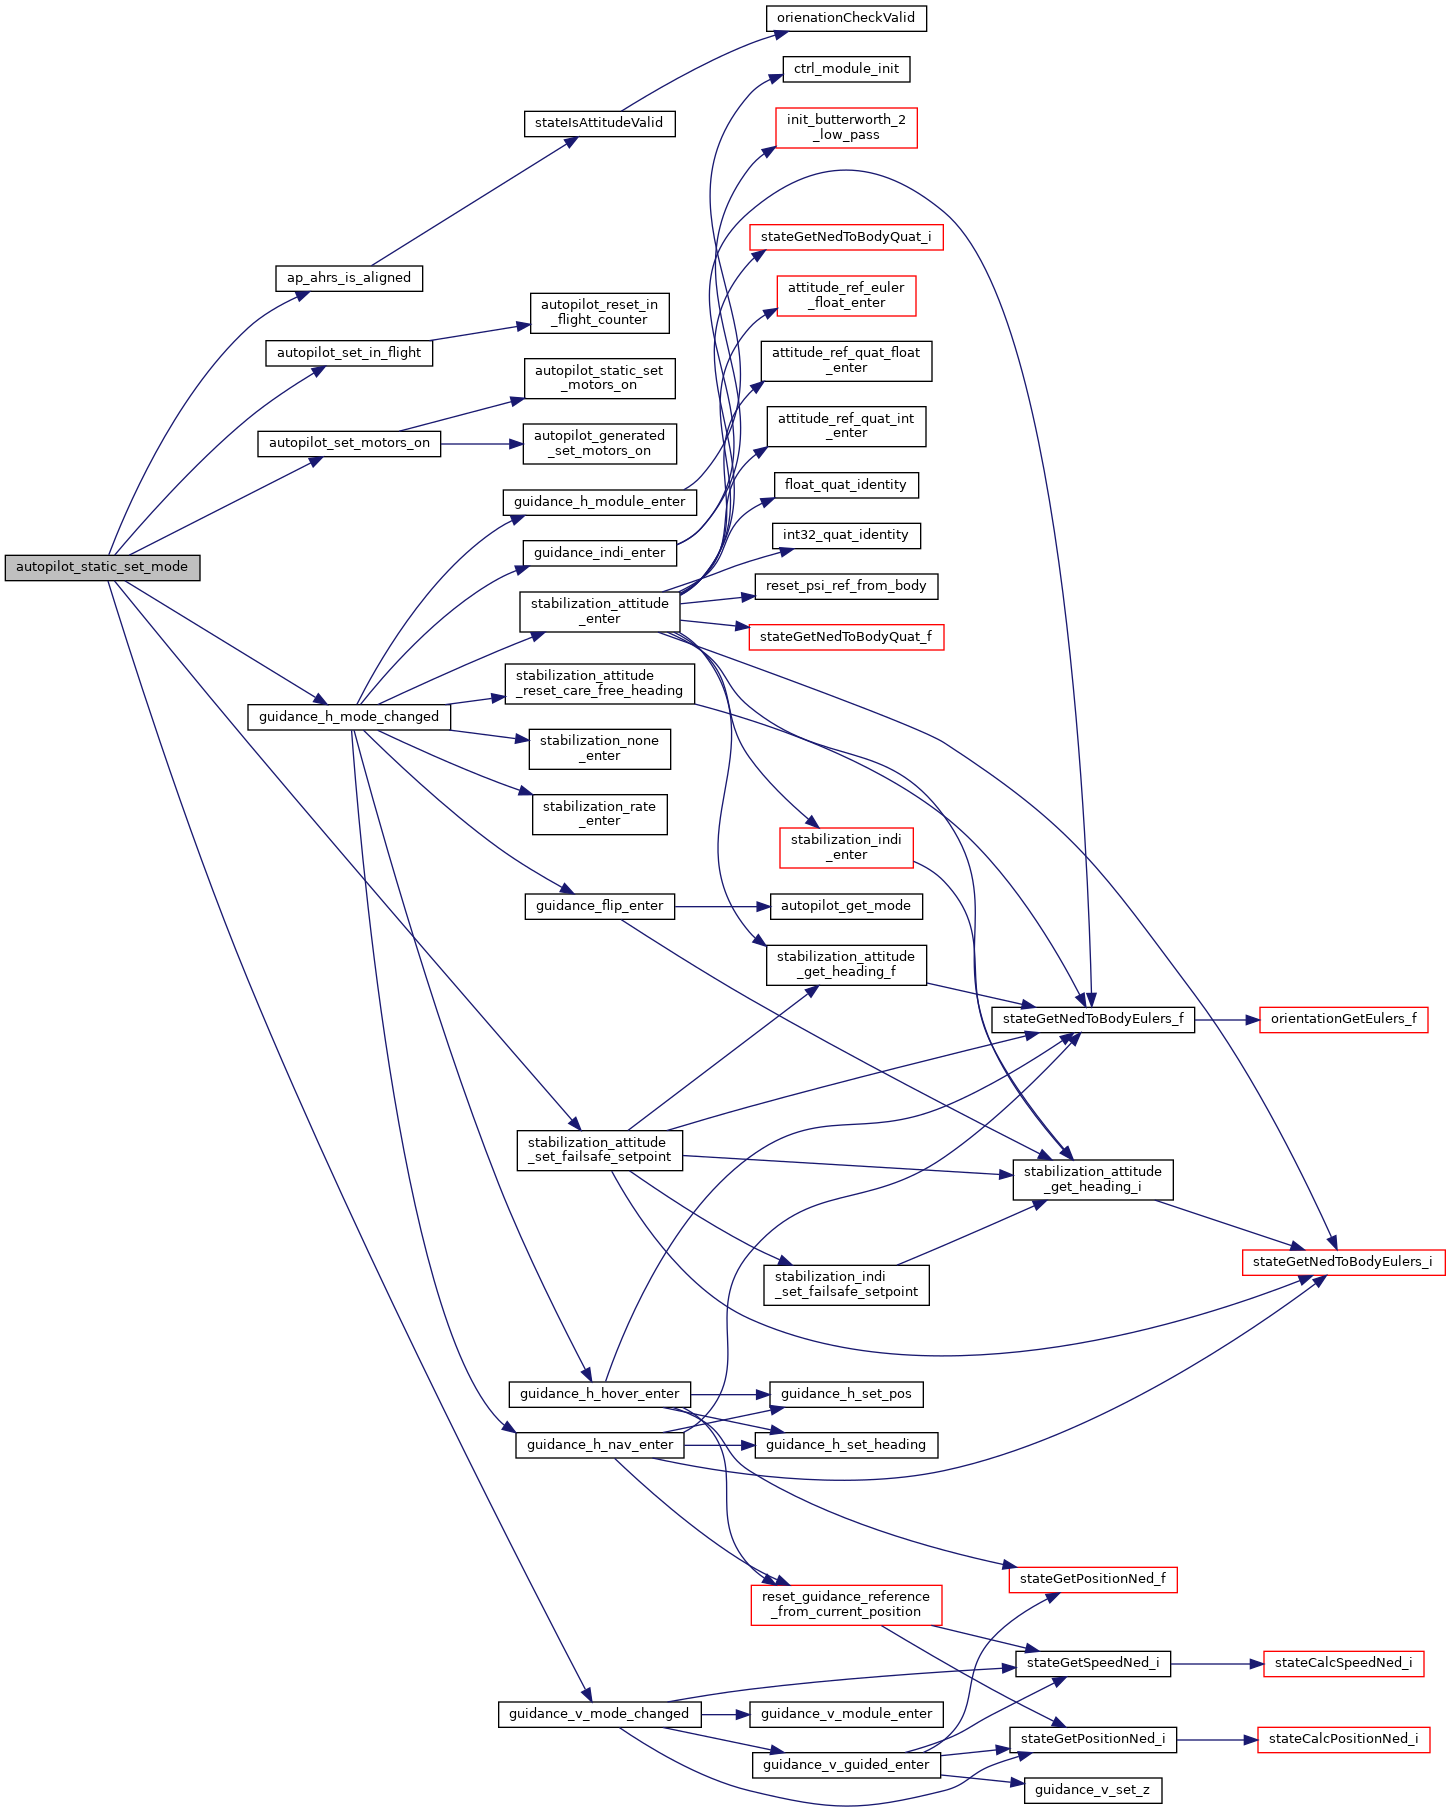 orienationCheckValid
ctrl_module_init
init_butterworth_2
_low_pass
stateIsAttitudeValid
stateGetNedToBodyQuat_i
ap_ahrs_is_aligned
attitude_ref_euler
_float_enter
autopilot_reset_in
_flight_counter
autopilot_set_in_flight
attitude_ref_quat_float
_enter
autopilot_static_set
_motors_on
attitude_ref_quat_int
_enter
autopilot_set_motors_on
autopilot_generated
_set_motors_on
float_quat_identity
guidance_h_module_enter
int32_quat_identity
guidance_indi_enter
autopilot_static_set_mode
reset_psi_ref_from_body
stabilization_attitude
_enter
stateGetNedToBodyQuat_f
stabilization_attitude
_reset_care_free_heading
guidance_h_mode_changed
stabilization_none
_enter
stabilization_rate
_enter
stabilization_indi
_enter
guidance_flip_enter
autopilot_get_mode
stabilization_attitude
_get_heading_f
stateGetNedToBodyEulers_f
orientationGetEulers_f
stabilization_attitude
_set_failsafe_setpoint
stabilization_attitude
_get_heading_i
stateGetNedToBodyEulers_i
stabilization_indi
_set_failsafe_setpoint
guidance_h_hover_enter
guidance_h_set_pos
guidance_h_nav_enter
guidance_h_set_heading
stateGetPositionNed_f
reset_guidance_reference
_from_current_position
stateGetSpeedNed_i
stateCalcSpeedNed_i
guidance_v_mode_changed
guidance_v_module_enter
stateGetPositionNed_i
stateCalcPositionNed_i
guidance_v_guided_enter
guidance_v_set_z